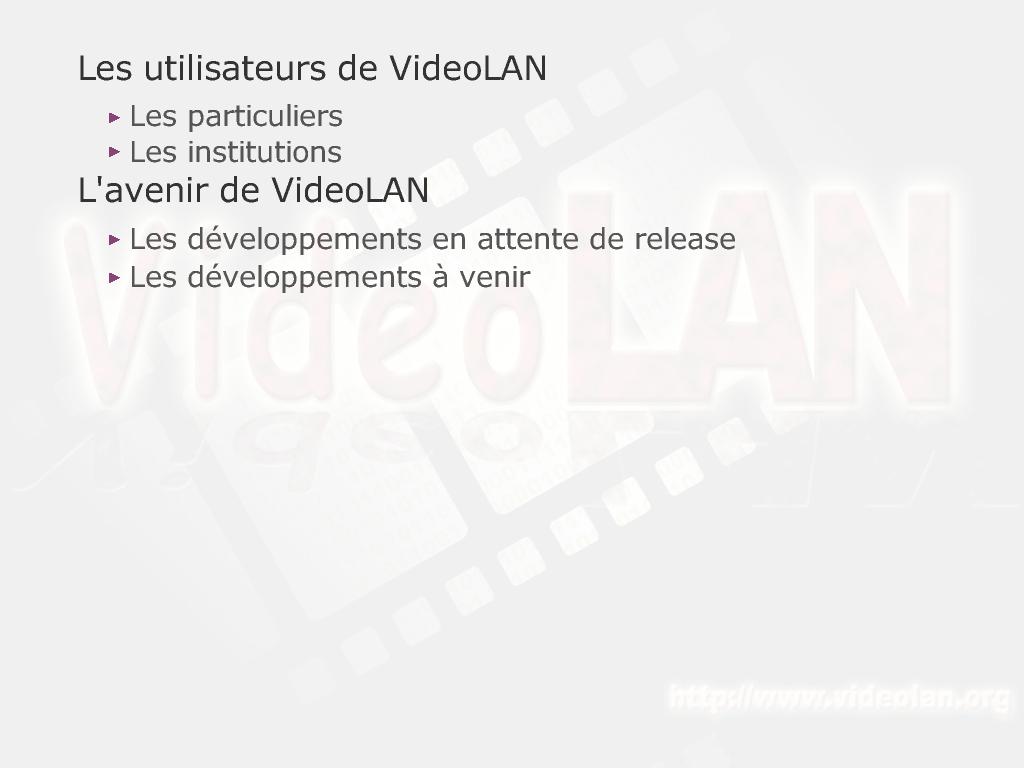 Les utilisateurs de VideoLAN
Les particuliers
Les institutions
L'avenir de VideoLAN
Les développements en attente de release
Les développements à venir
VideoLAN
http://www.videolan.org